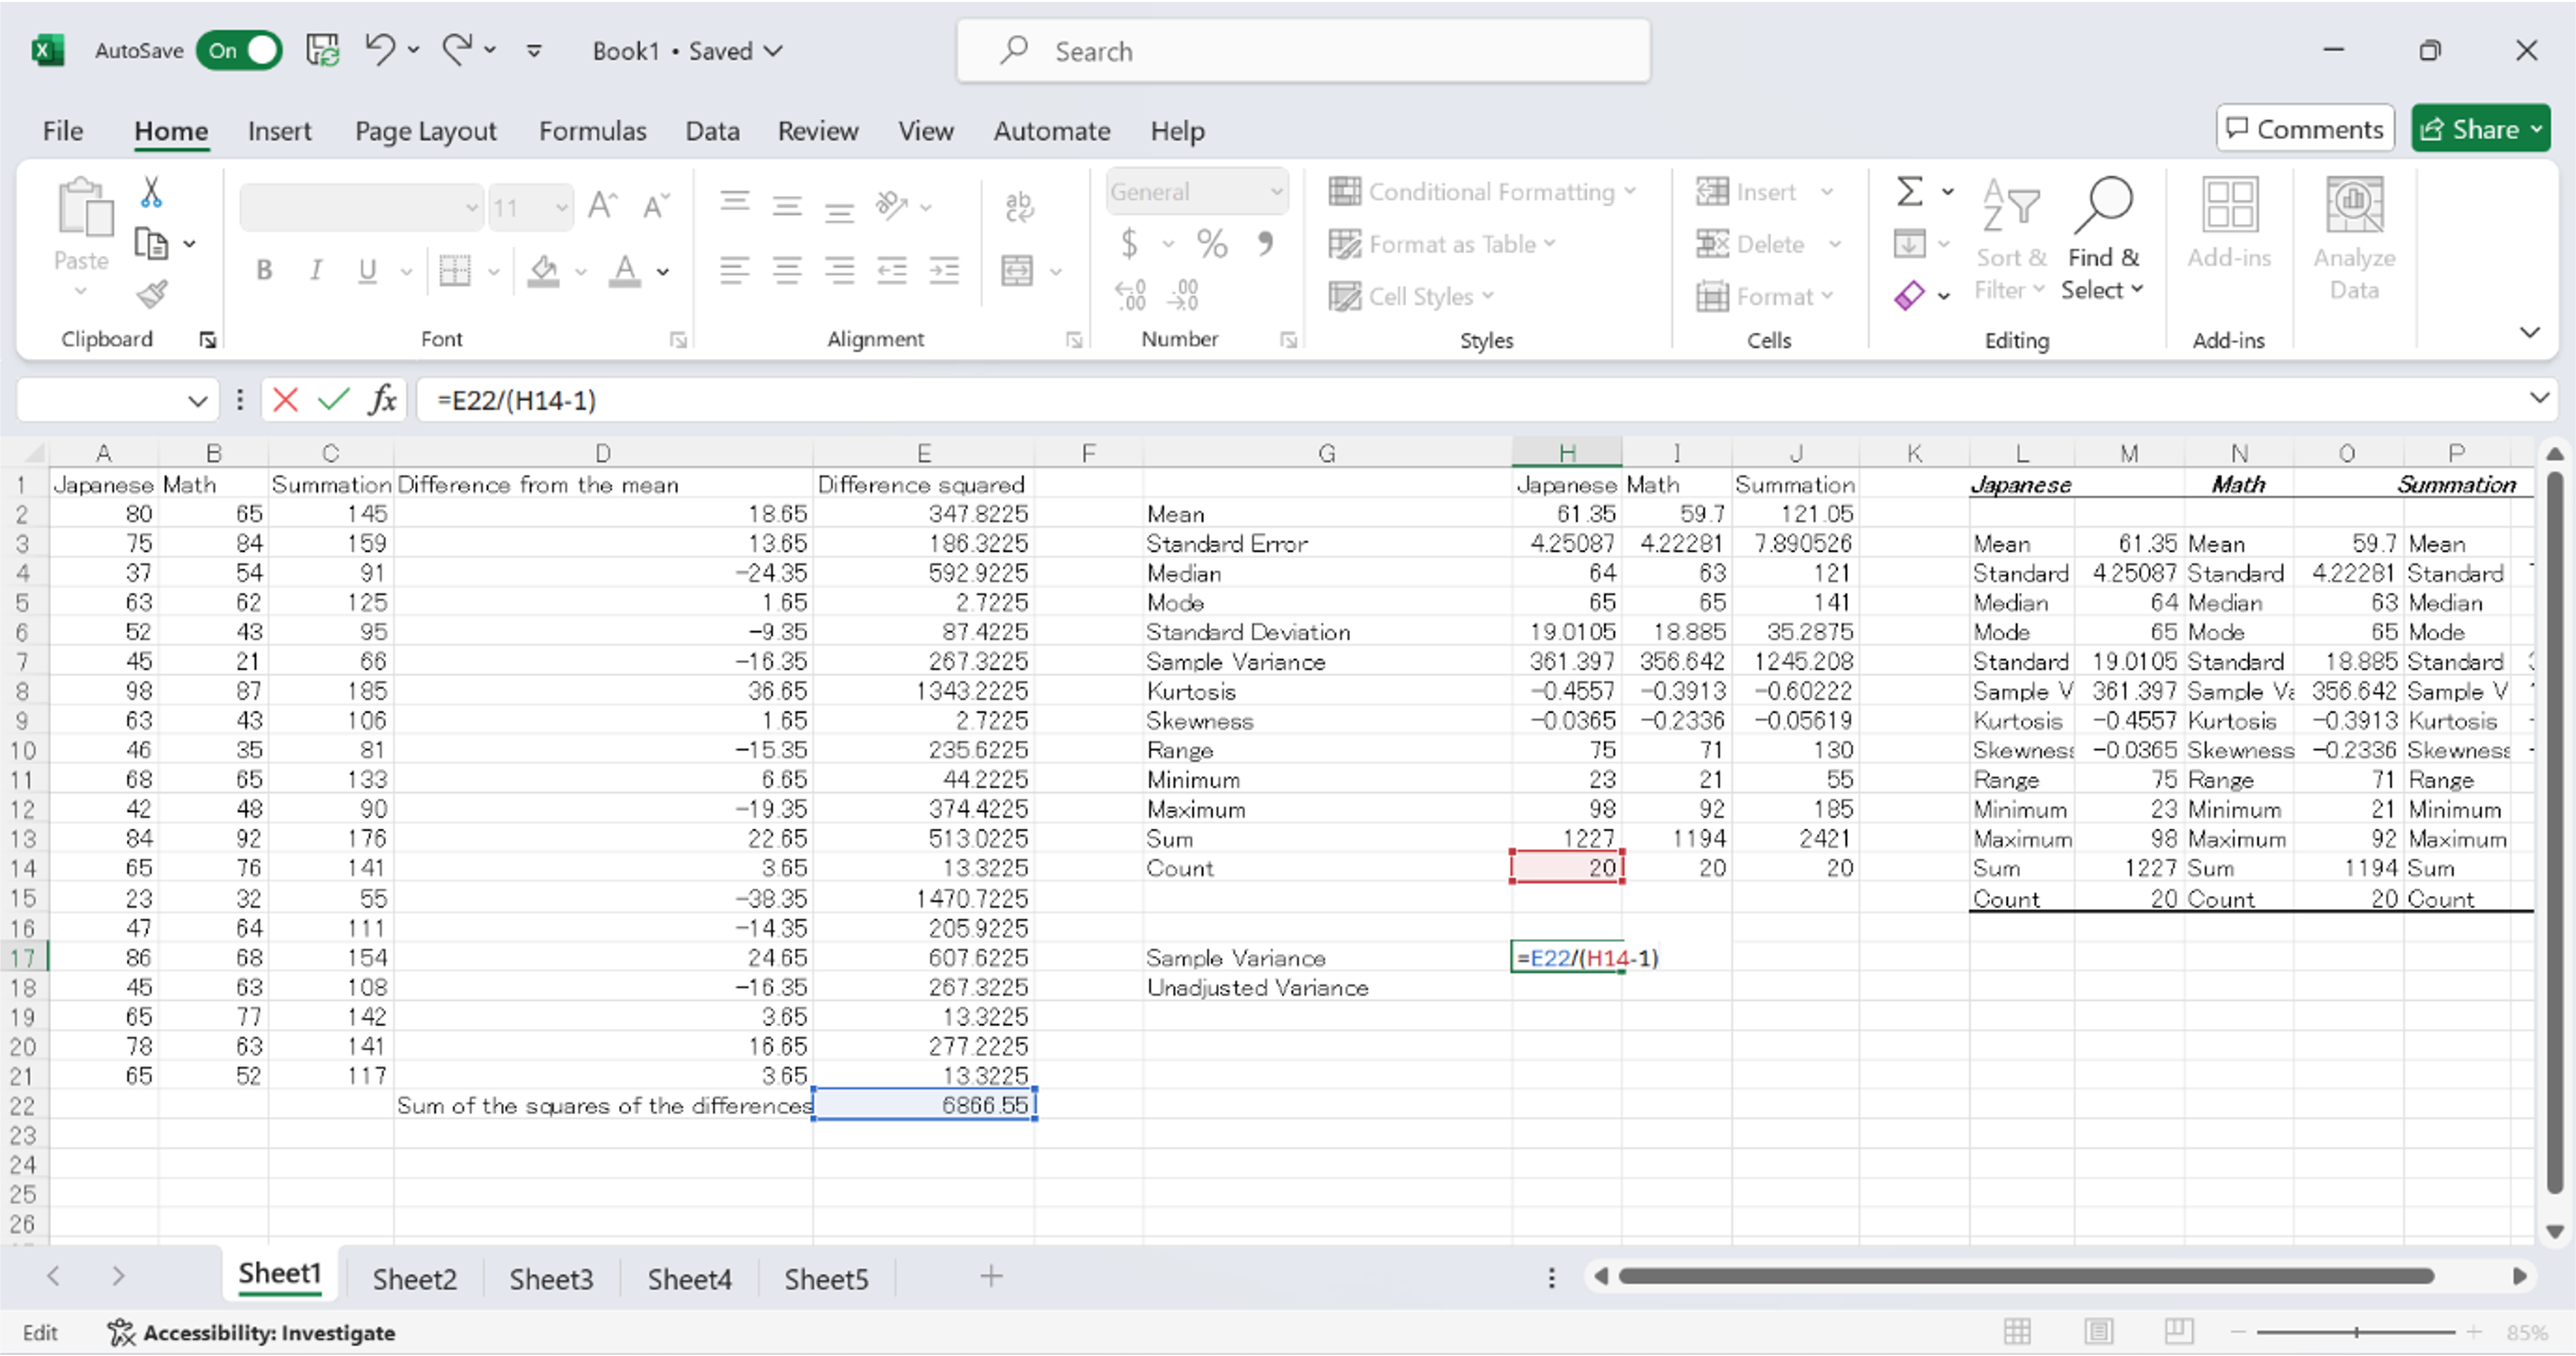 AutoSave On Book1 • Saved Search
File Home Insert Page Layout Formulas Data Review View Automate Help Comments Share
Paste 11 General Conditional Formatting Insert Σ
B I U A $ % Format as Table Delete Sort & Filter Find & Select Add-ins Analyze Data
Cell Styles Format
Clipboard Font Alignment Number Styles Cells Editing Add-ins
fx =E22/(H14-1)
A B C D E F G H I J K L M N O P
1 Japanese Math Summation Difference from the mean Difference squared Japanese Math Summation Japanese Math Summation
2 80 65 145 18.65 347.8225 Mean 61.35 59.7 121.05
3 75 84 159 13.65 186.3225 Standard Error 4.25087 4.22281 7.890526 Mean 61.35 Mean 59.7 Mean
4 37 54 91 −24.35 592.9225 Median 64 63 121 Standard 4.25087 Standard 4.22281 Standard
5 63 62 125 1.65 2.7225 Mode 65 65 141 Median 64 Median 63 Median
6 52 43 95 −9.35 87.4225 Standard Deviation 19.0105 18.885 35.2875 Mode 65 Mode 65 Mode
7 45 21 66 −16.35 267.3225 Sample Variance 361.397 356.642 1245.208 Standard 19.0105 Standard 18.885 Standard
8 98 87 185 36.65 1343.2225 Kurtosis −0.4557 −0.3913 −0.60222 Sample V 361.397 Sample Va 356.642 Sample V
9 63 43 106 1.65 2.7225 Skewness −0.0365 −0.2336 −0.05619 Kurtosis −0.4557 Kurtosis −0.3913 Kurtosis
10 46 35 81 −15.35 235.6225 Range 75 71 130 Skewness −0.0365 Skewness −0.2336 Skewness
11 68 65 133 6.65 44.2225 Minimum 23 21 55 Range 75 Range 71 Range
12 42 48 90 −19.35 374.4225 Maximum 98 92 185 Minimum 23 Minimum 21 Minimum
13 84 92 176 22.65 513.0225 Sum 1227 1194 2421 Maximum 98 Maximum 92 Maximum
14 65 76 141 3.65 13.3225 Count 20 20 20 Sum 1227 Sum 1194 Sum
15 23 32 55 −38.35 1470.7225 Count 20 Count 20 Count
16 47 64 111 −14.35 205.9225
17 86 68 154 24.65 607.6225 Sample Variance =E22/(H14-1)
18 45 63 108 −16.35 267.3225 Unadjusted Variance
19 65 77 142 3.65 13.3225
20 78 63 141 16.65 277.2225
21 65 52 117 3.65 13.3225
22 Sum of the squares of the differences 6866.55
23
24
25
26
Sheet1 Sheet2 Sheet3 Sheet4 Sheet5
Edit Accessibility: Investigate 85%